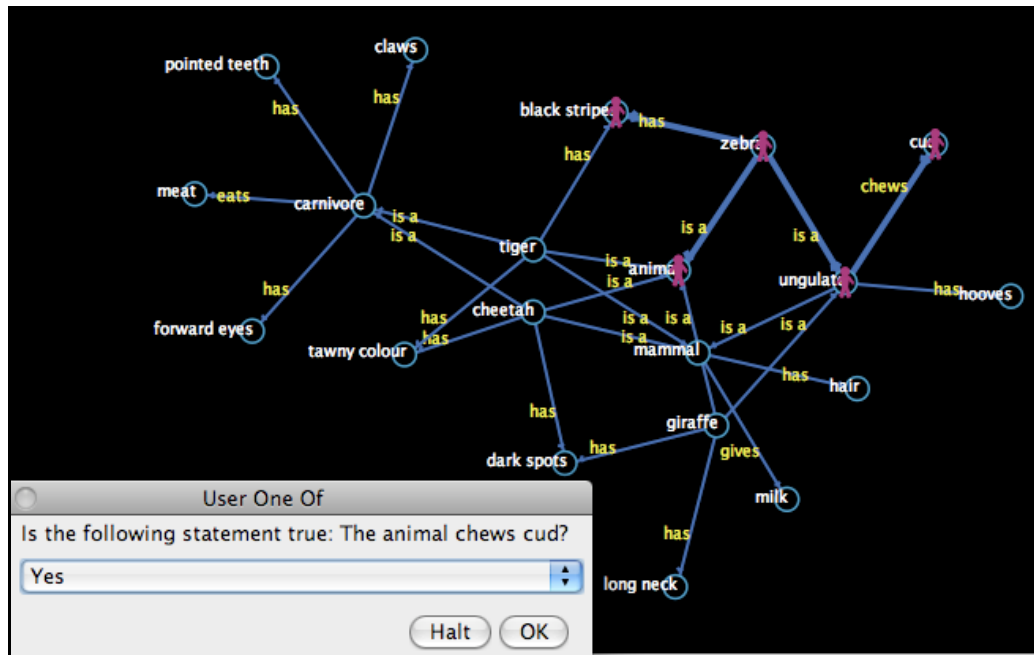 claws
pointed teeth
has
has
black stripes
has
zebra
cud
has
chews
meat
eats
carnivore
is a
is a
tiger
is a
is a
is a
animal
is a
ungulate
has
hooves
has
forward eyes
cheetah
has
has
tawny colour
is a
is a
is a
is a
is a
mammal
has
hair
has
giraffe
has
gives
dark spots
milk
has
long neck
User One Of
Is the following statement true: The animal chews cud?
Yes
Halt
OK